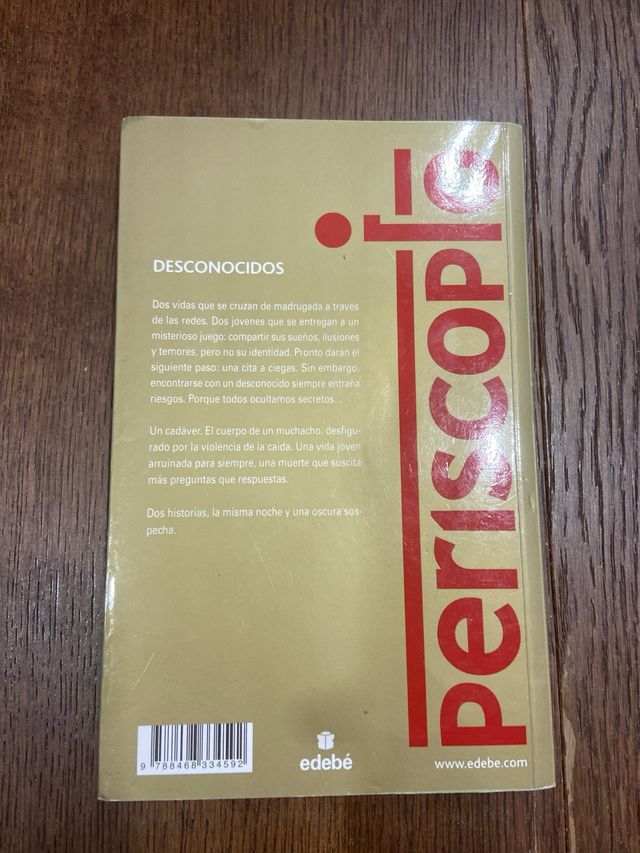 DESCONOCIDOS
Dos vidas que se cruzan de madrugada a través
de las redes. Dos jóvenes que se entregan a un
misterioso juego: compartir sus sueños, ilusiones
y temores, pero no su identidad. Pronto darán el
siguiente paso: una cita a ciegas. Sin embargo,
encontrarse con un desconocido siempre entraña
riesgos. Porque todos ocultamos secretos...
Un cadáver. El cuerpo de un muchacho, desfigu-
rado por la violencia de la caída. Una vida joven
arruinada para siempre, una muerte que suscita
más preguntas que respuestas.
Dos historias, la misma noche y una oscura sos-
pecha.
periscopio
9 788468 334592
edebé
www.edebe.com